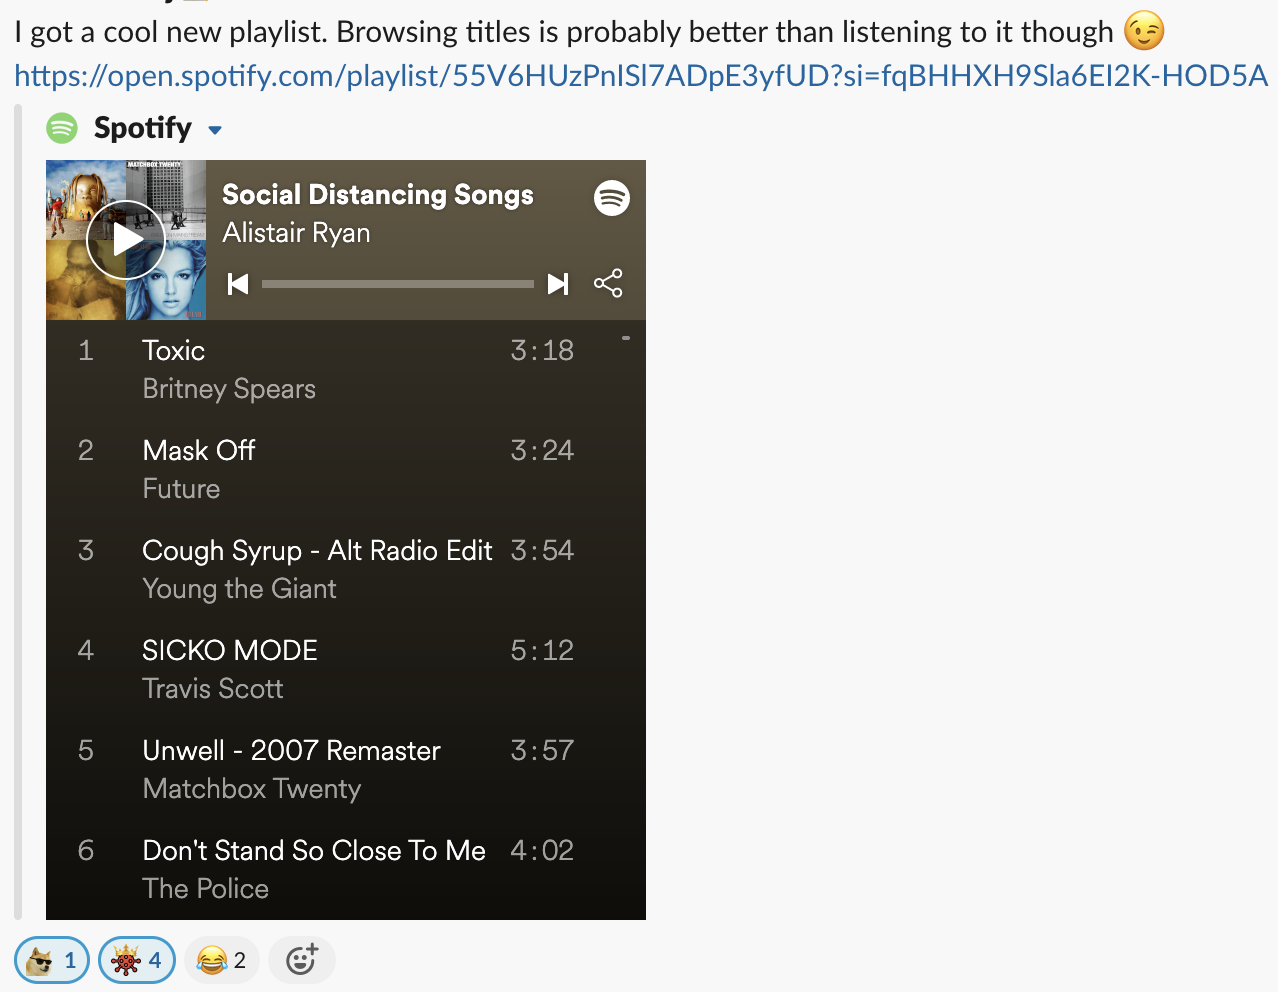 I got a cool new playlist. Browsing titles is probably better than listening to it though 😉
https://open.spotify.com/playlist/55V6HUzPnISl7ADpE3yfUD?si=fqBHHXH9Sla6EI2K-HOD5A
Spotify
MATCHBOX TWENTY
Social Distancing Songs
Alistair Ryan
1 Toxic 3:18
Britney Spears
2 Mask Off 3:24
Future
3 Cough Syrup - Alt Radio Edit 3:54
Young the Giant
4 SICKO MODE 5:12
Travis Scott
5 Unwell - 2007 Remaster 3:57
Matchbox Twenty
6 Don't Stand So Close To Me 4:02
The Police
1 4 😂 2